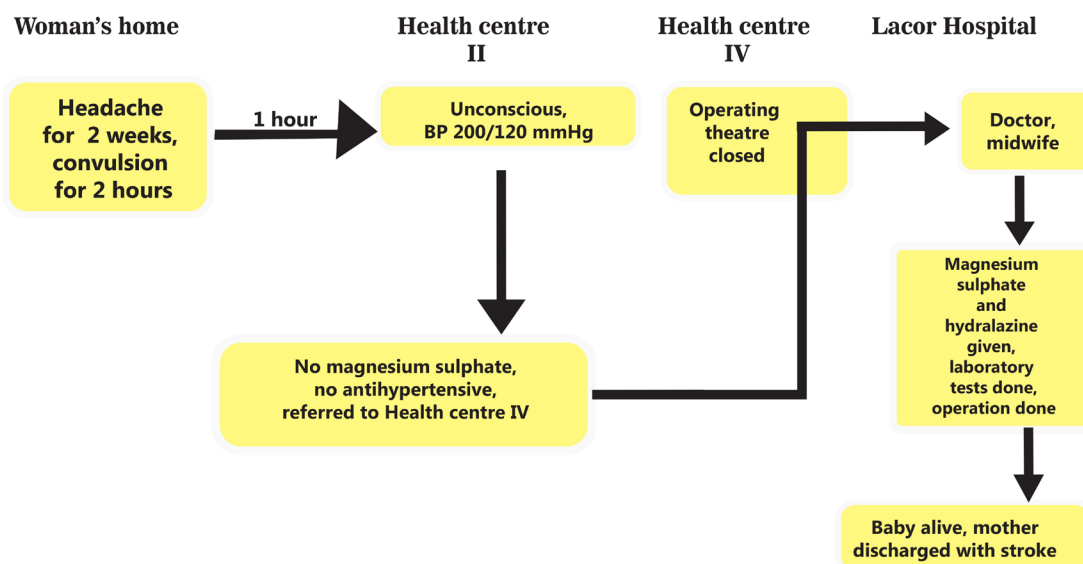 Woman's home
Health centre
II
Health centre
IV
Lacor Hospital
Headache
for 2 weeks,
convulsion
for 2 hours
1 hour
Unconscious,
BP 200/120 mmHg
No magnesium sulphate,
no antihypertensive,
referred to Health centre IV
Operating
theatre
closed
Doctor,
midwife
Magnesium
sulphate
and
hydralazine
given,
laboratory
tests done,
operation done
Baby alive, mother
discharged with stroke